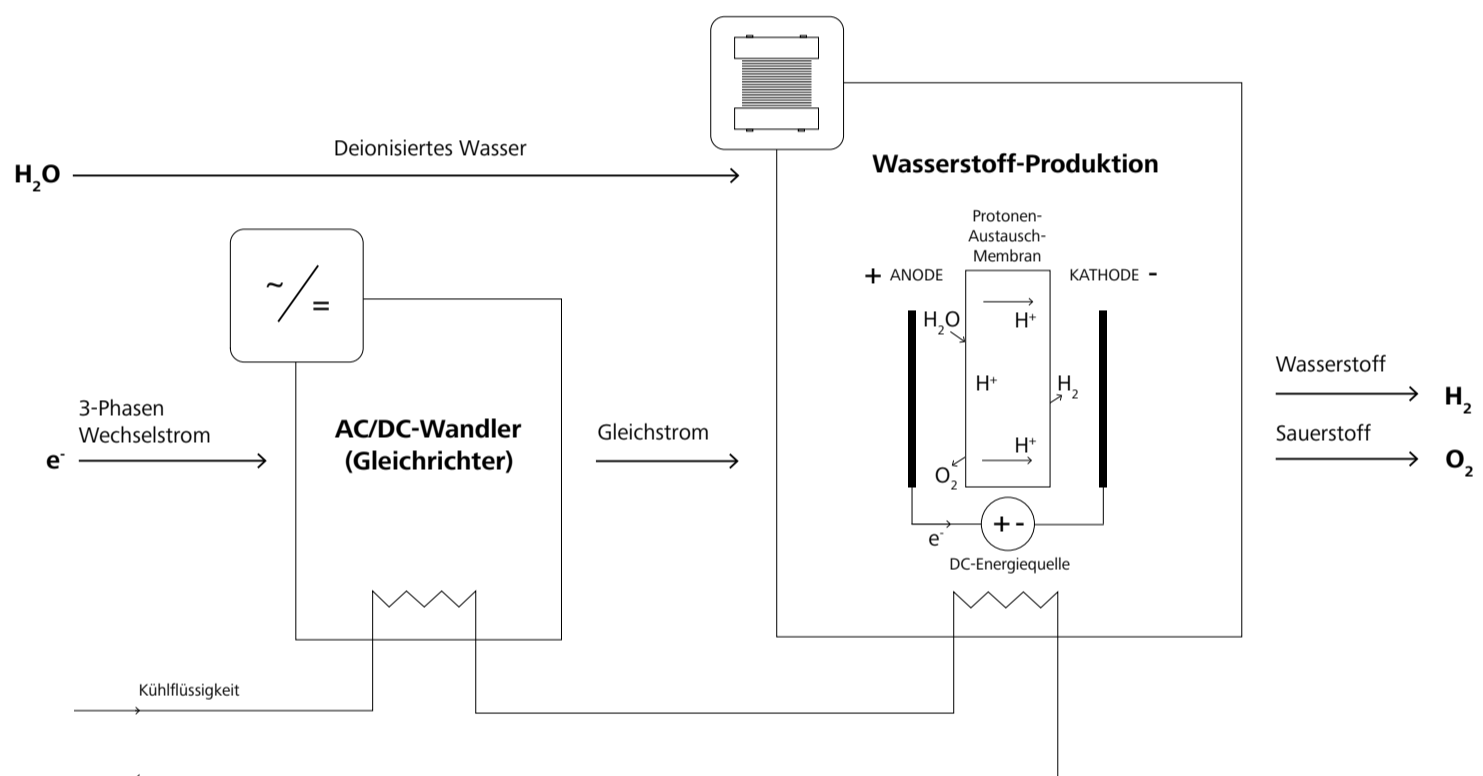 Deionisiertes Wasser
H₂O
Wasserstoff-Produktion
Protonen-
Austausch-
Membran
+ ANODE
KATHODE -
H₂O
H⁺
H⁺
H₂
H⁺
O₂
+ -
e⁻
DC-Energiequelle
~/=
3-Phasen
Wechselstrom
e⁻
AC/DC-Wandler
(Gleichrichter)
Gleichstrom
Wasserstoff
H₂
Sauerstoff
O₂
Kühlflüssigkeit